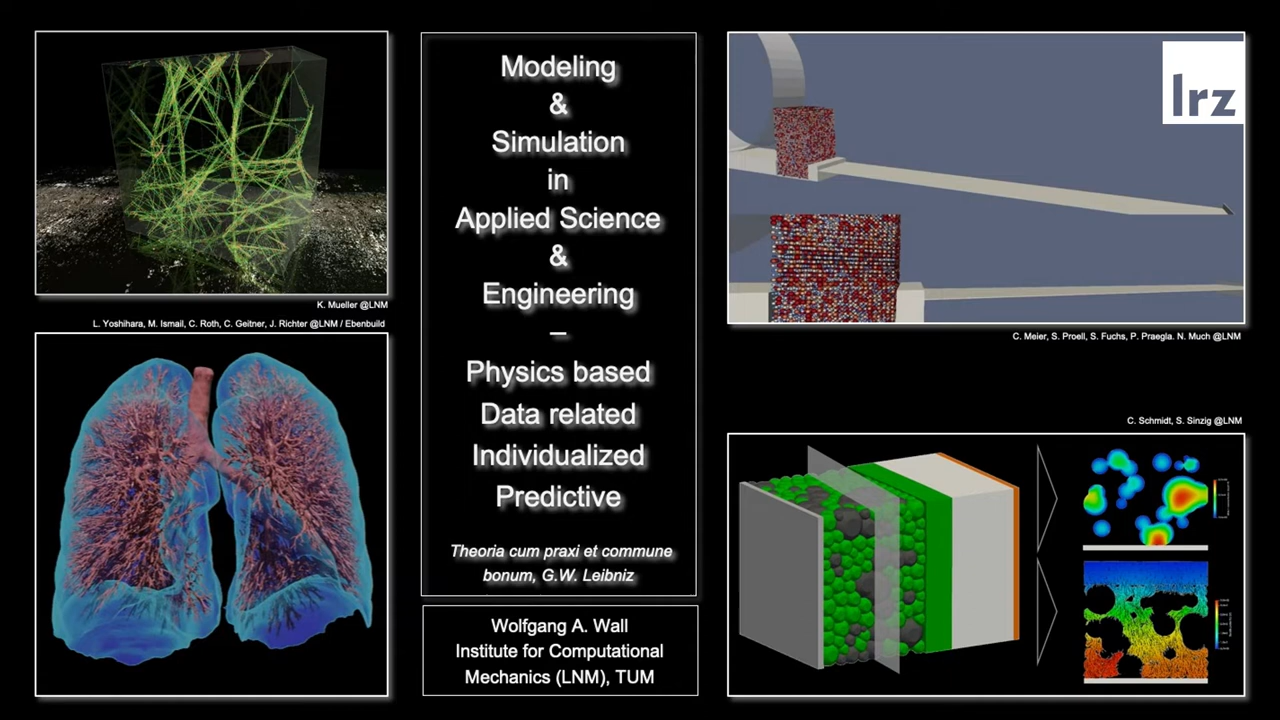 K. Mueller @LNM
L. Yoshihara, M. Ismail, C. Roth, C. Geitner, J. Richter @LNM / Ebenbuild
Modeling
&
Simulation
in
Applied Science
&
Engineering
–
Physics based
Data related
Individualized
Predictive
Theoria cum praxi et commune
bonum, G.W. Leibniz
Wolfgang A. Wall
Institute for Computational
Mechanics (LNM), TUM
lrz
C. Meier, S. Proell, S. Fuchs, P. Praegla. N. Much @LNM
C. Schmidt, S. Sinzig @LNM